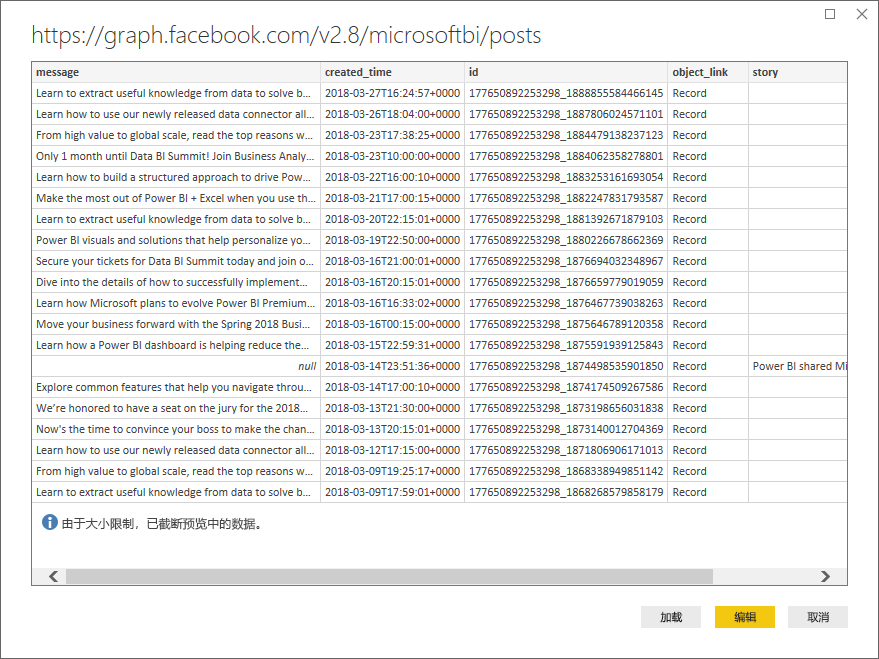 https://graph.facebook.com/v2.8/microsoftbi/posts
message created_time id object_link story
Learn to extract useful knowledge from data to solve b... 2018-03-27T16:24:57+0000 177650892253298_1888855584466145 Record
Learn how to use our newly released data connector all... 2018-03-26T18:04:00+0000 177650892253298_1887806024571101 Record
From high value to global scale, read the top reasons w... 2018-03-23T17:38:25+0000 177650892253298_1884479138237123 Record
Only 1 month until Data BI Summit! Join Business Analy... 2018-03-23T10:00:00+0000 177650892253298_1884062358278801 Record
Learn how to build a structured approach to drive Pow... 2018-03-22T16:00:10+0000 177650892253298_1883253161693054 Record
Make the most out of Power BI + Excel when you use th... 2018-03-21T17:00:15+0000 177650892253298_1882247831793587 Record
Learn to extract useful knowledge from data to solve b... 2018-03-20T22:15:01+0000 177650892253298_1881392671879103 Record
Power BI visuals and solutions that help personalize yo... 2018-03-19T22:50:00+0000 177650892253298_1880226678662369 Record
Secure your tickets for Data BI Summit today and join o... 2018-03-16T21:00:01+0000 177650892253298_1876694032348967 Record
Dive into the details of how to successfully implement... 2018-03-16T20:15:01+0000 177650892253298_1876659779019059 Record
Learn how Microsoft plans to evolve Power BI Premium... 2018-03-16T16:33:02+0000 177650892253298_1876467739038263 Record
Move your business forward with the Spring 2018 Busi... 2018-03-16T00:15:00+0000 177650892253298_1875646789120358 Record
Learn how a Power BI dashboard is helping reduce the... 2018-03-15T22:59:31+0000 177650892253298_1875591939125843 Record
null 2018-03-14T23:51:36+0000 177650892253298_1874498535901850 Record Power BI shared Mi
Explore common features that help you navigate throu... 2018-03-14T17:00:10+0000 177650892253298_1874174509267586 Record
We're honored to have a seat on the jury for the 2018... 2018-03-13T21:30:00+0000 177650892253298_1873198656031838 Record
Now's the time to convince your boss to make the chan... 2018-03-13T20:15:01+0000 177650892253298_1873140012704369 Record
Learn how to use our newly released data connector all... 2018-03-12T17:15:01+0000 177650892253298_1871806906171013 Record
From high value to global scale, read the top reasons w... 2018-03-09T19:25:17+0000 177650892253298_1868338949851142 Record
Learn to extract useful knowledge from data to solve b... 2018-03-09T17:59:01+0000 177650892253298_1868268579858179 Record
由于大小限制，已截断预览中的数据。
加载 编辑 取消